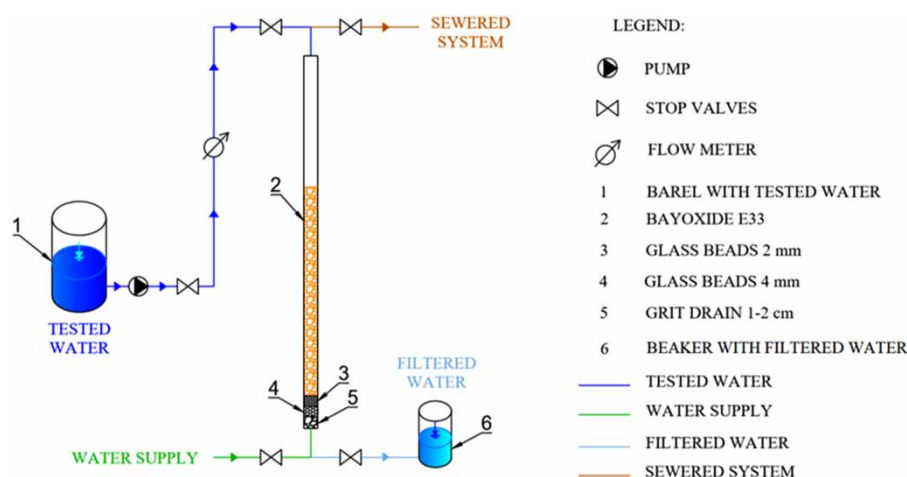 SEWERED
SYSTEM
2
1
TESTED
WATER
FILTERED
WATER
3
4
5
6
WATER SUPPLY
LEGEND:
PUMP
STOP VALVES
FLOW METER
1 BAREL WITH TESTED WATER
2 BAYOXIDE E33
3 GLASS BEADS 2 mm
4 GLASS BEADS 4 mm
5 GRIT DRAIN 1-2 cm
6 BEAKER WITH FILTERED WATER
TESTED WATER
WATER SUPPLY
FILTERED WATER
SEWERED SYSTEM